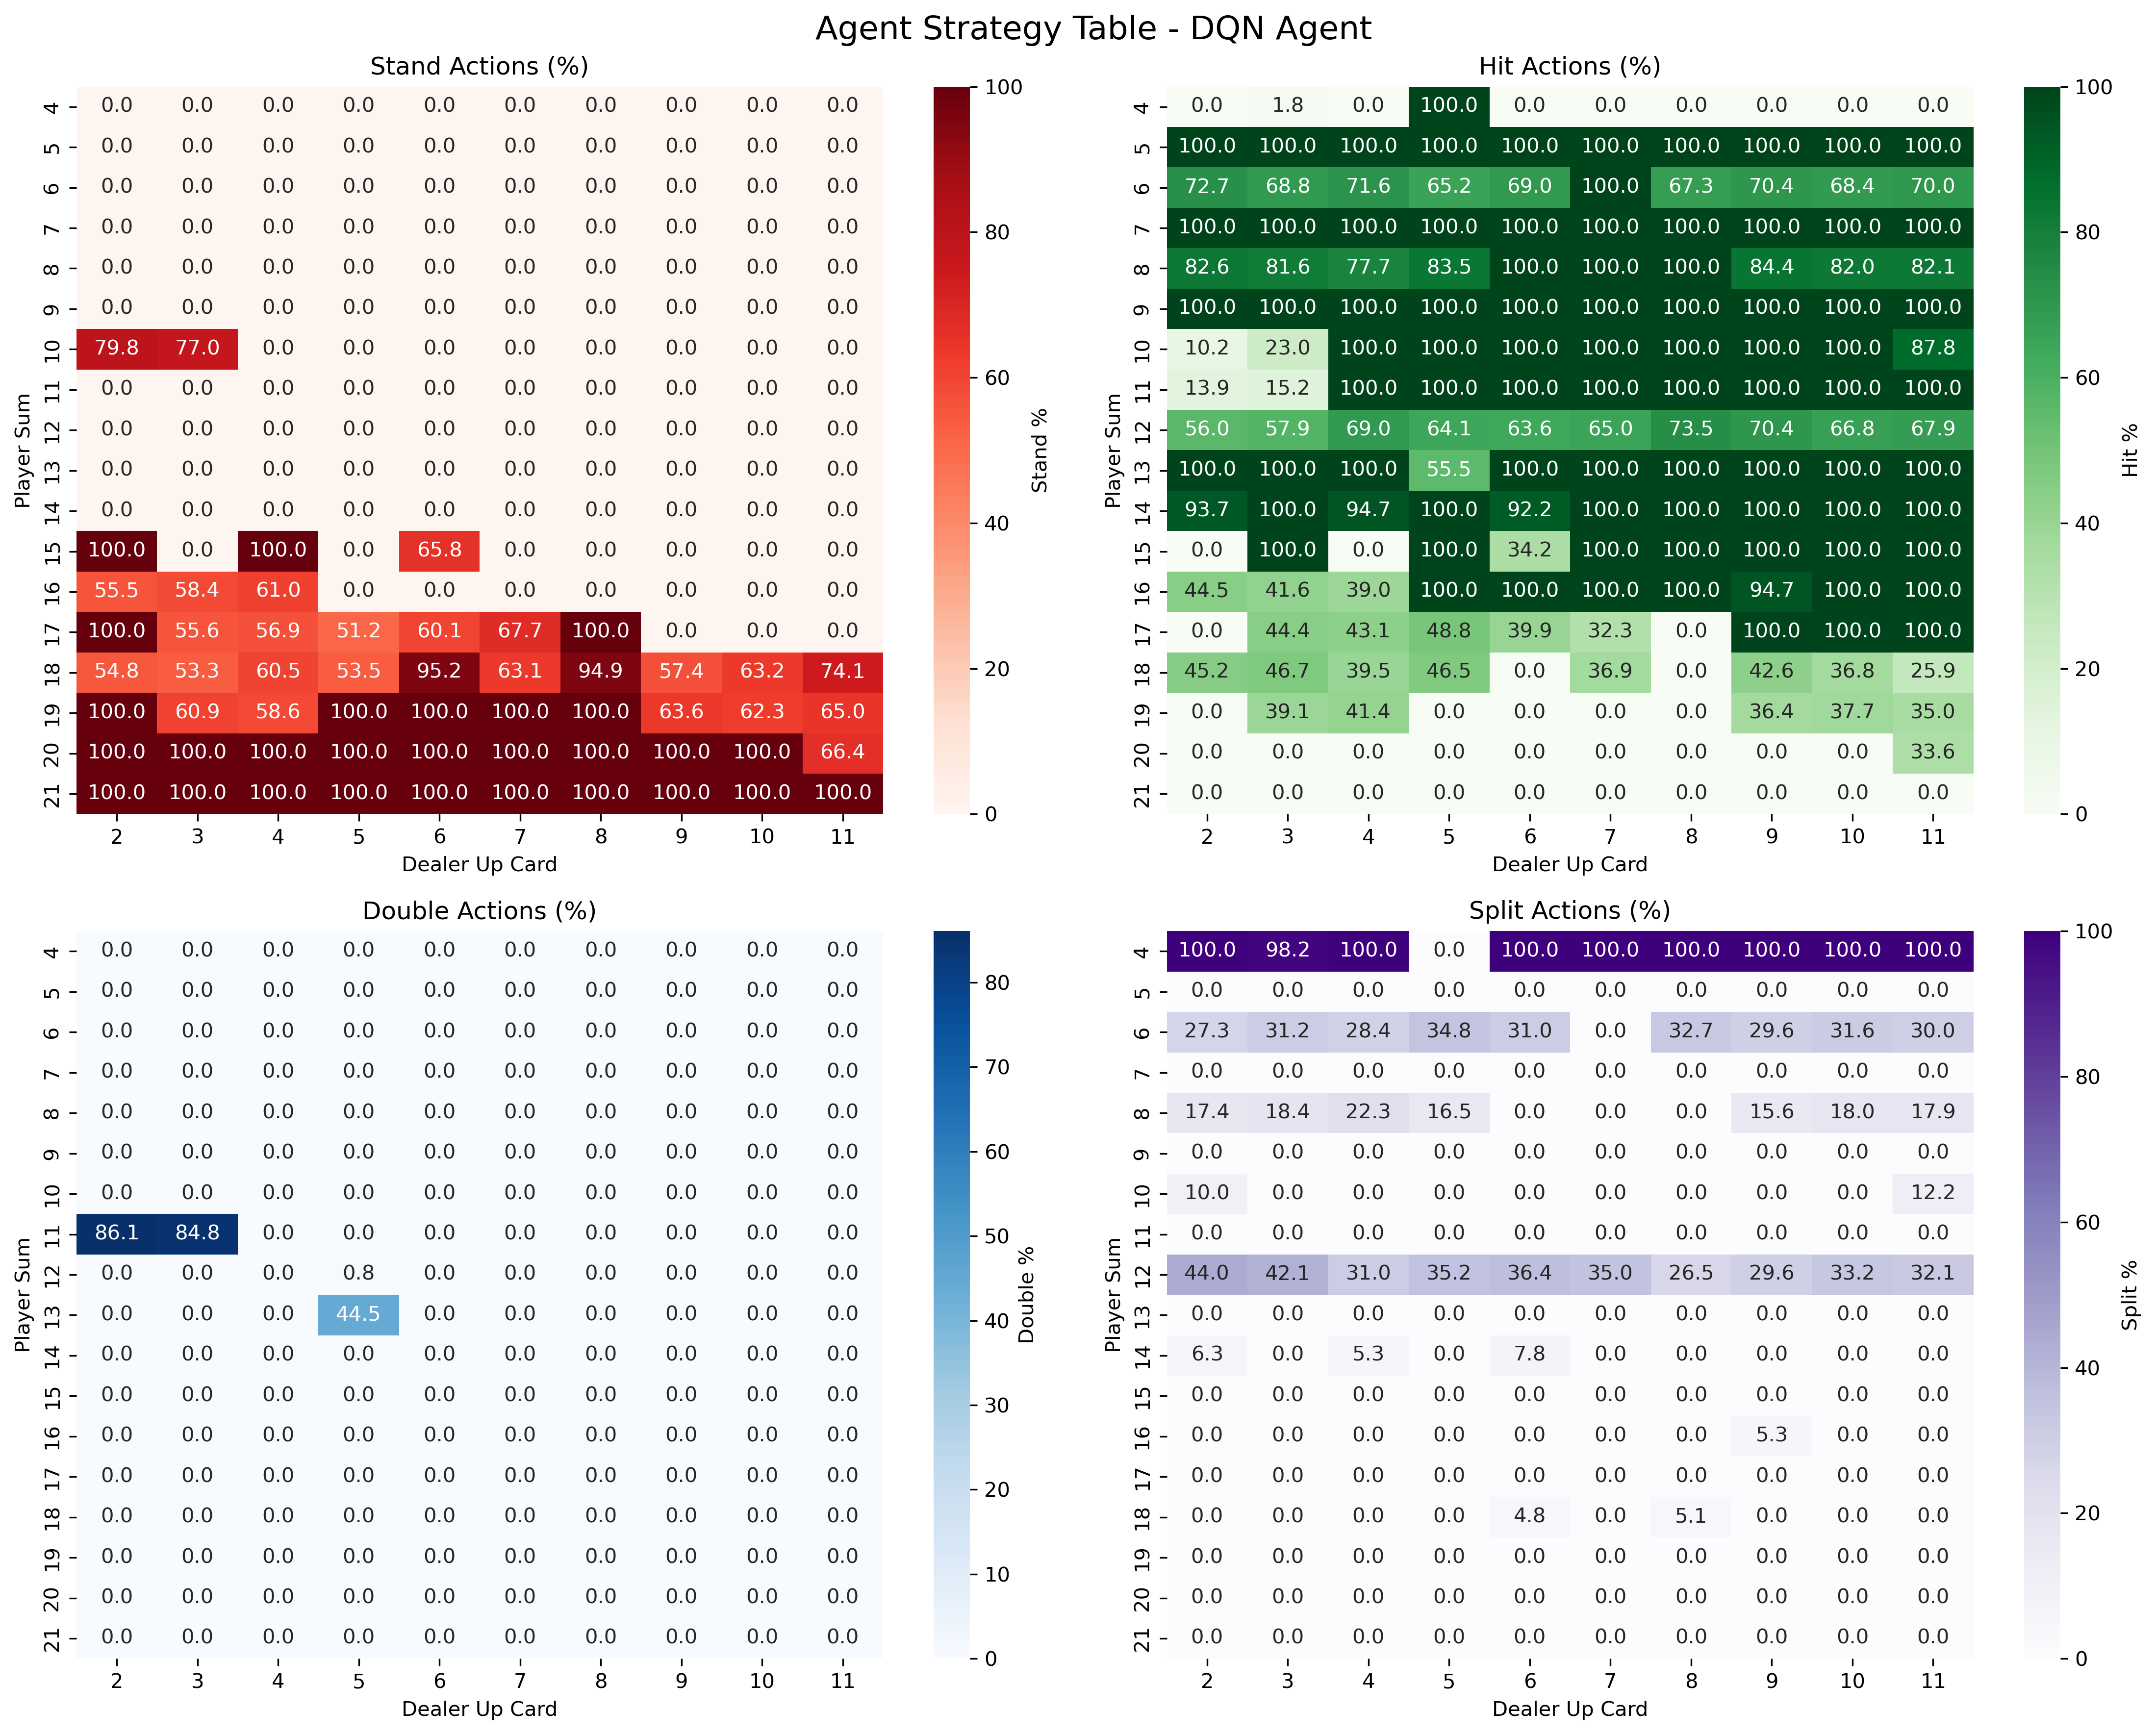 Agent Strategy Table - DQN Agent
Stand Actions (%)
4 0.0 0.0 0.0 0.0 0.0 0.0 0.0 0.0 0.0 0.0
5 0.0 0.0 0.0 0.0 0.0 0.0 0.0 0.0 0.0 0.0
6 0.0 0.0 0.0 0.0 0.0 0.0 0.0 0.0 0.0 0.0
7 0.0 0.0 0.0 0.0 0.0 0.0 0.0 0.0 0.0 0.0
8 0.0 0.0 0.0 0.0 0.0 0.0 0.0 0.0 0.0 0.0
9 0.0 0.0 0.0 0.0 0.0 0.0 0.0 0.0 0.0 0.0
10 79.8 77.0 0.0 0.0 0.0 0.0 0.0 0.0 0.0 0.0
11 0.0 0.0 0.0 0.0 0.0 0.0 0.0 0.0 0.0 0.0
12 0.0 0.0 0.0 0.0 0.0 0.0 0.0 0.0 0.0 0.0
13 0.0 0.0 0.0 0.0 0.0 0.0 0.0 0.0 0.0 0.0
14 0.0 0.0 0.0 0.0 0.0 0.0 0.0 0.0 0.0 0.0
15 100.0 0.0 100.0 0.0 65.8 0.0 0.0 0.0 0.0 0.0
16 55.5 58.4 61.0 0.0 0.0 0.0 0.0 0.0 0.0 0.0
17 100.0 55.6 56.9 51.2 60.1 67.7 100.0 0.0 0.0 0.0
18 54.8 53.3 60.5 53.5 95.2 63.1 94.9 57.4 63.2 74.1
19 100.0 60.9 58.6 100.0 100.0 100.0 100.0 63.6 62.3 65.0
20 100.0 100.0 100.0 100.0 100.0 100.0 100.0 100.0 100.0 66.4
21 100.0 100.0 100.0 100.0 100.0 100.0 100.0 100.0 100.0 100.0
2 3 4 5 6 7 8 9 10 11
Dealer Up Card
Player Sum
100
80
60
40
20
0
Stand %
Hit Actions (%)
4 0.0 1.8 0.0 100.0 0.0 0.0 0.0 0.0 0.0 0.0
5 100.0 100.0 100.0 100.0 100.0 100.0 100.0 100.0 100.0 100.0
6 72.7 68.8 71.6 65.2 69.0 100.0 67.3 70.4 68.4 70.0
7 100.0 100.0 100.0 100.0 100.0 100.0 100.0 100.0 100.0 100.0
8 82.6 81.6 77.7 83.5 100.0 100.0 100.0 84.4 82.0 82.1
9 100.0 100.0 100.0 100.0 100.0 100.0 100.0 100.0 100.0 100.0
10 10.2 23.0 100.0 100.0 100.0 100.0 100.0 100.0 100.0 87.8
11 13.9 15.2 100.0 100.0 100.0 100.0 100.0 100.0 100.0 100.0
12 56.0 57.9 69.0 64.1 63.6 65.0 73.5 70.4 66.8 67.9
13 100.0 100.0 100.0 55.5 100.0 100.0 100.0 100.0 100.0 100.0
14 93.7 100.0 94.7 100.0 92.2 100.0 100.0 100.0 100.0 100.0
15 0.0 100.0 0.0 100.0 34.2 100.0 100.0 100.0 100.0 100.0
16 44.5 41.6 39.0 100.0 100.0 100.0 100.0 94.7 100.0 100.0
17 0.0 44.4 43.1 48.8 39.9 32.3 0.0 100.0 100.0 100.0
18 45.2 46.7 39.5 46.5 0.0 36.9 0.0 42.6 36.8 25.9
19 0.0 39.1 41.4 0.0 0.0 0.0 0.0 36.4 37.7 35.0
20 0.0 0.0 0.0 0.0 0.0 0.0 0.0 0.0 0.0 33.6
21 0.0 0.0 0.0 0.0 0.0 0.0 0.0 0.0 0.0 0.0
2 3 4 5 6 7 8 9 10 11
Dealer Up Card
Player Sum
100
80
60
40
20
0
Hit %
Double Actions (%)
4 0.0 0.0 0.0 0.0 0.0 0.0 0.0 0.0 0.0 0.0
5 0.0 0.0 0.0 0.0 0.0 0.0 0.0 0.0 0.0 0.0
6 0.0 0.0 0.0 0.0 0.0 0.0 0.0 0.0 0.0 0.0
7 0.0 0.0 0.0 0.0 0.0 0.0 0.0 0.0 0.0 0.0
8 0.0 0.0 0.0 0.0 0.0 0.0 0.0 0.0 0.0 0.0
9 0.0 0.0 0.0 0.0 0.0 0.0 0.0 0.0 0.0 0.0
10 0.0 0.0 0.0 0.0 0.0 0.0 0.0 0.0 0.0 0.0
11 86.1 84.8 0.0 0.0 0.0 0.0 0.0 0.0 0.0 0.0
12 0.0 0.0 0.0 0.8 0.0 0.0 0.0 0.0 0.0 0.0
13 0.0 0.0 0.0 44.5 0.0 0.0 0.0 0.0 0.0 0.0
14 0.0 0.0 0.0 0.0 0.0 0.0 0.0 0.0 0.0 0.0
15 0.0 0.0 0.0 0.0 0.0 0.0 0.0 0.0 0.0 0.0
16 0.0 0.0 0.0 0.0 0.0 0.0 0.0 0.0 0.0 0.0
17 0.0 0.0 0.0 0.0 0.0 0.0 0.0 0.0 0.0 0.0
18 0.0 0.0 0.0 0.0 0.0 0.0 0.0 0.0 0.0 0.0
19 0.0 0.0 0.0 0.0 0.0 0.0 0.0 0.0 0.0 0.0
20 0.0 0.0 0.0 0.0 0.0 0.0 0.0 0.0 0.0 0.0
21 0.0 0.0 0.0 0.0 0.0 0.0 0.0 0.0 0.0 0.0
2 3 4 5 6 7 8 9 10 11
Dealer Up Card
Player Sum
80
70
60
50
40
30
20
10
0
Double %
Split Actions (%)
4 100.0 98.2 100.0 0.0 100.0 100.0 100.0 100.0 100.0 100.0
5 0.0 0.0 0.0 0.0 0.0 0.0 0.0 0.0 0.0 0.0
6 27.3 31.2 28.4 34.8 31.0 0.0 32.7 29.6 31.6 30.0
7 0.0 0.0 0.0 0.0 0.0 0.0 0.0 0.0 0.0 0.0
8 17.4 18.4 22.3 16.5 0.0 0.0 0.0 15.6 18.0 17.9
9 0.0 0.0 0.0 0.0 0.0 0.0 0.0 0.0 0.0 0.0
10 10.0 0.0 0.0 0.0 0.0 0.0 0.0 0.0 0.0 12.2
11 0.0 0.0 0.0 0.0 0.0 0.0 0.0 0.0 0.0 0.0
12 44.0 42.1 31.0 35.2 36.4 35.0 26.5 29.6 33.2 32.1
13 0.0 0.0 0.0 0.0 0.0 0.0 0.0 0.0 0.0 0.0
14 6.3 0.0 5.3 0.0 7.8 0.0 0.0 0.0 0.0 0.0
15 0.0 0.0 0.0 0.0 0.0 0.0 0.0 0.0 0.0 0.0
16 0.0 0.0 0.0 0.0 0.0 0.0 0.0 5.3 0.0 0.0
17 0.0 0.0 0.0 0.0 0.0 0.0 0.0 0.0 0.0 0.0
18 0.0 0.0 0.0 0.0 4.8 0.0 5.1 0.0 0.0 0.0
19 0.0 0.0 0.0 0.0 0.0 0.0 0.0 0.0 0.0 0.0
20 0.0 0.0 0.0 0.0 0.0 0.0 0.0 0.0 0.0 0.0
21 0.0 0.0 0.0 0.0 0.0 0.0 0.0 0.0 0.0 0.0
2 3 4 5 6 7 8 9 10 11
Dealer Up Card
Player Sum
100
80
60
40
20
0
Split %